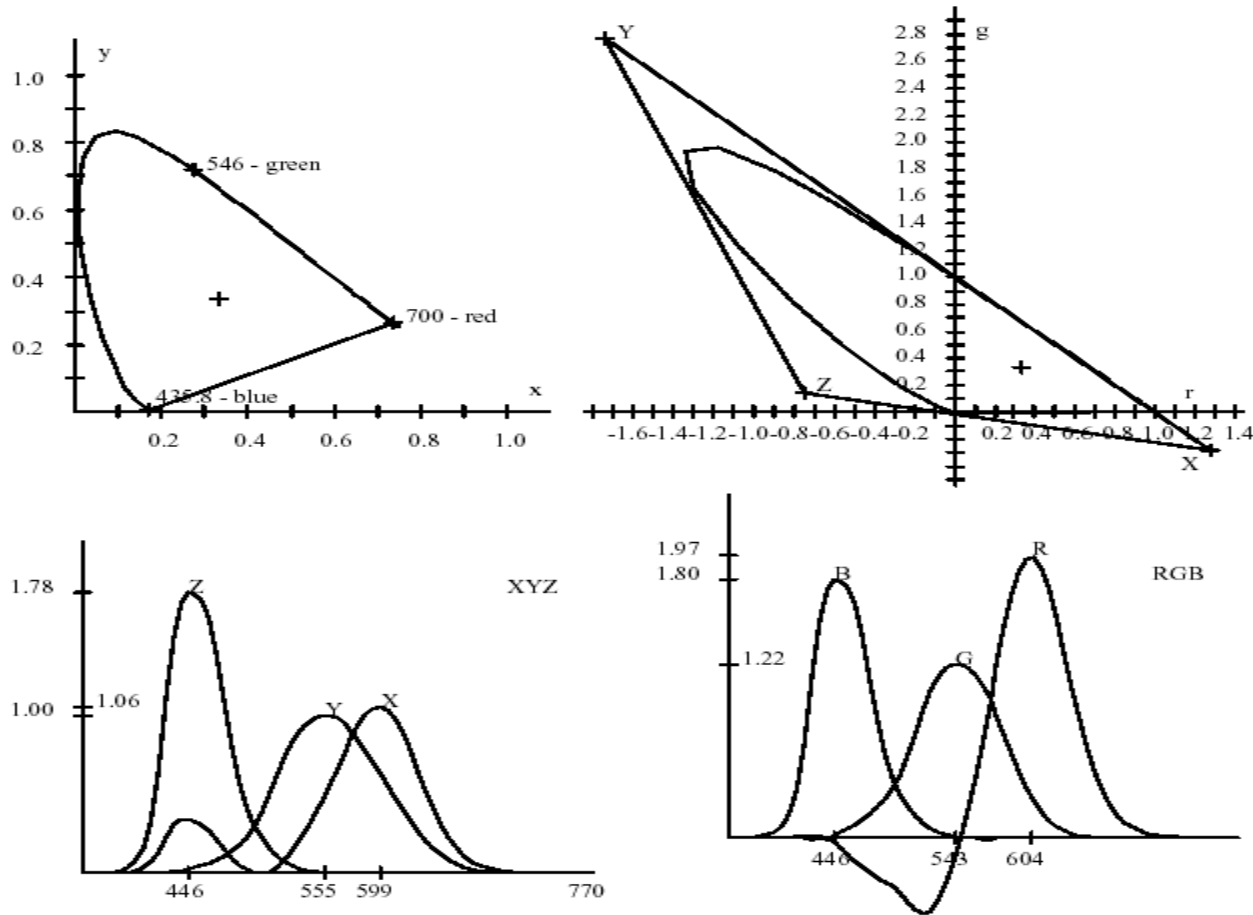 y
1.0
0.8
0.6
0.4
0.2
546 - green
700 - red
435.8 - blue
x
0.2 0.4 0.6 0.8 1.0
Y
g
2.8
2.6
2.4
2.2
2.0
1.8
1.6
1.4
1.2
1.0
0.8
0.6
0.4
0.2
Z
r
-1.6 -1.4 -1.2 -1.0 -0.8 -0.6 -0.4 -0.2 0.2 0.4 0.6 0.8 1.0 1.2 1.4
X
1.78
Z
XYZ
1.06
1.00
Y
X
446 555 599 770
1.97
1.80
R
B
RGB
1.22
G
446 543 604